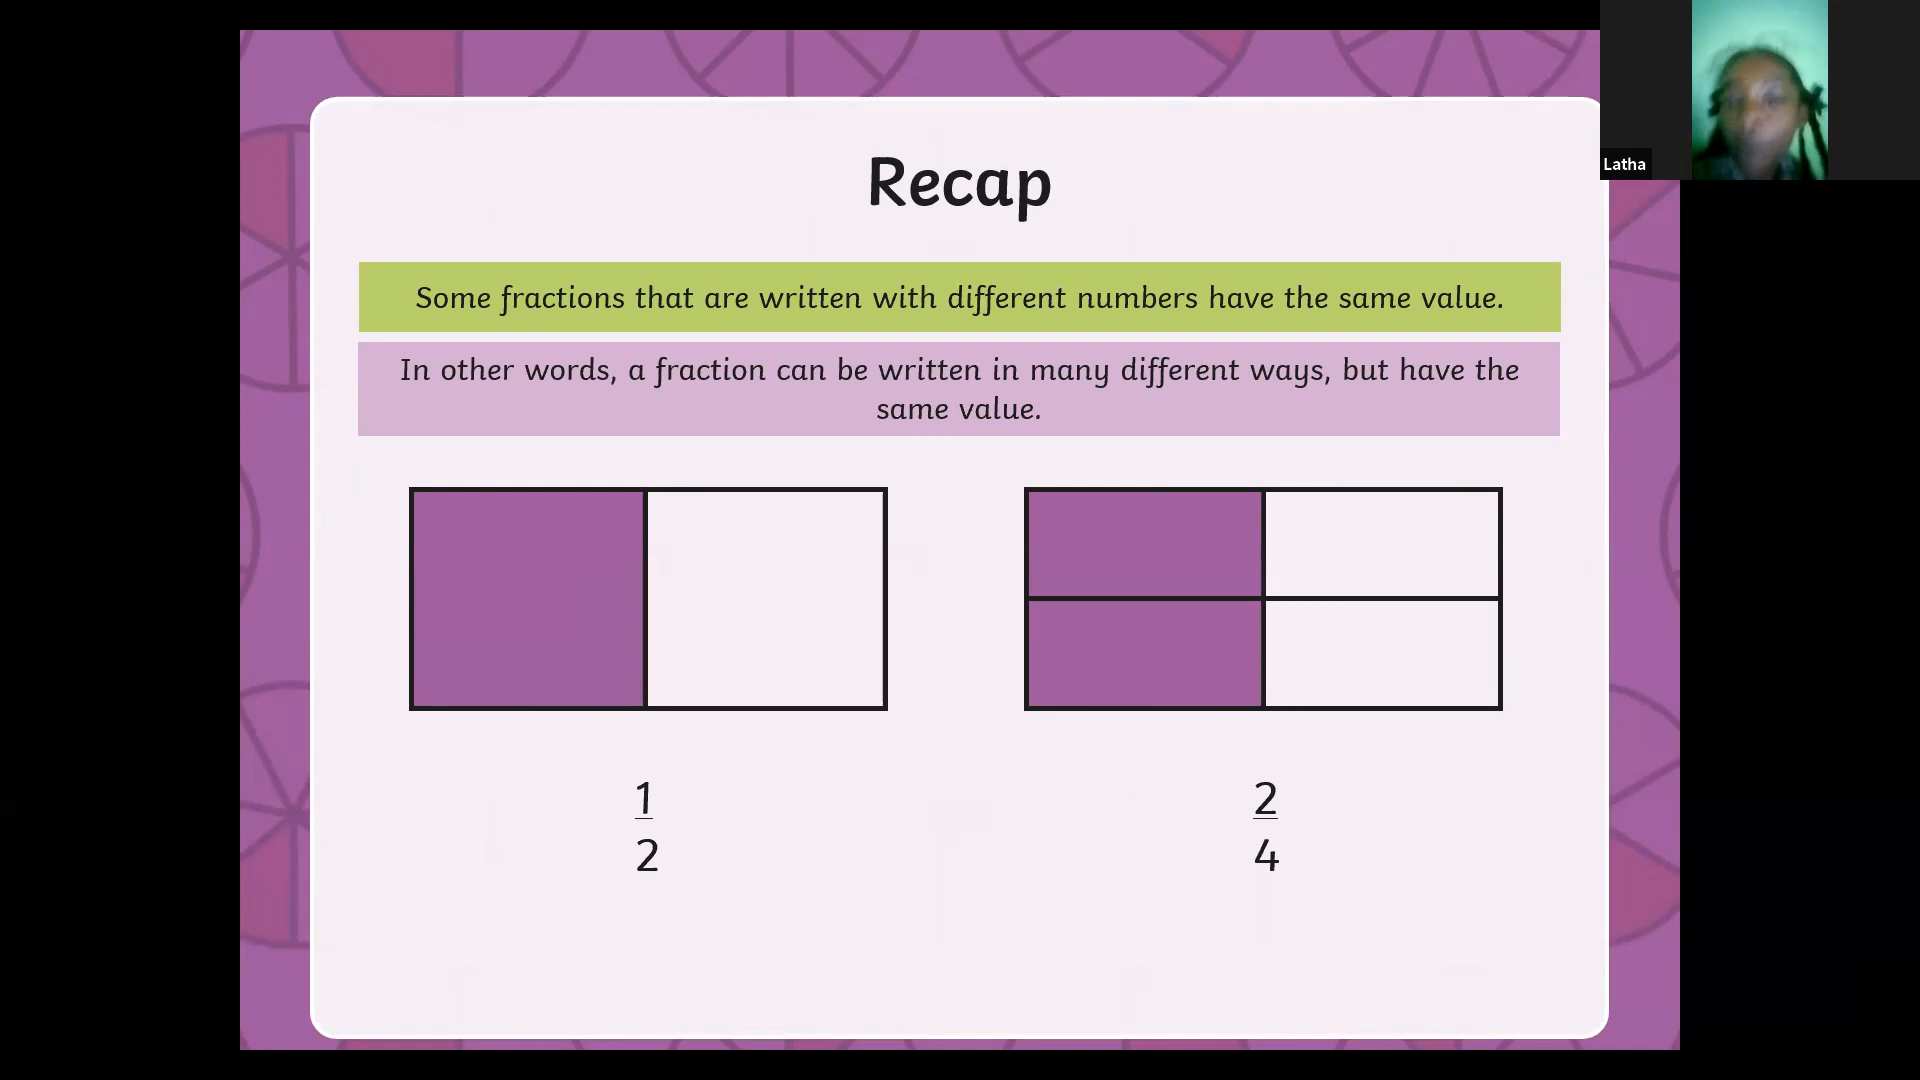 Recap
Latha
Some fractions that are written with different numbers have the same value.
In other words, a fraction can be written in many different ways, but have the
same value.
1
2
2
4